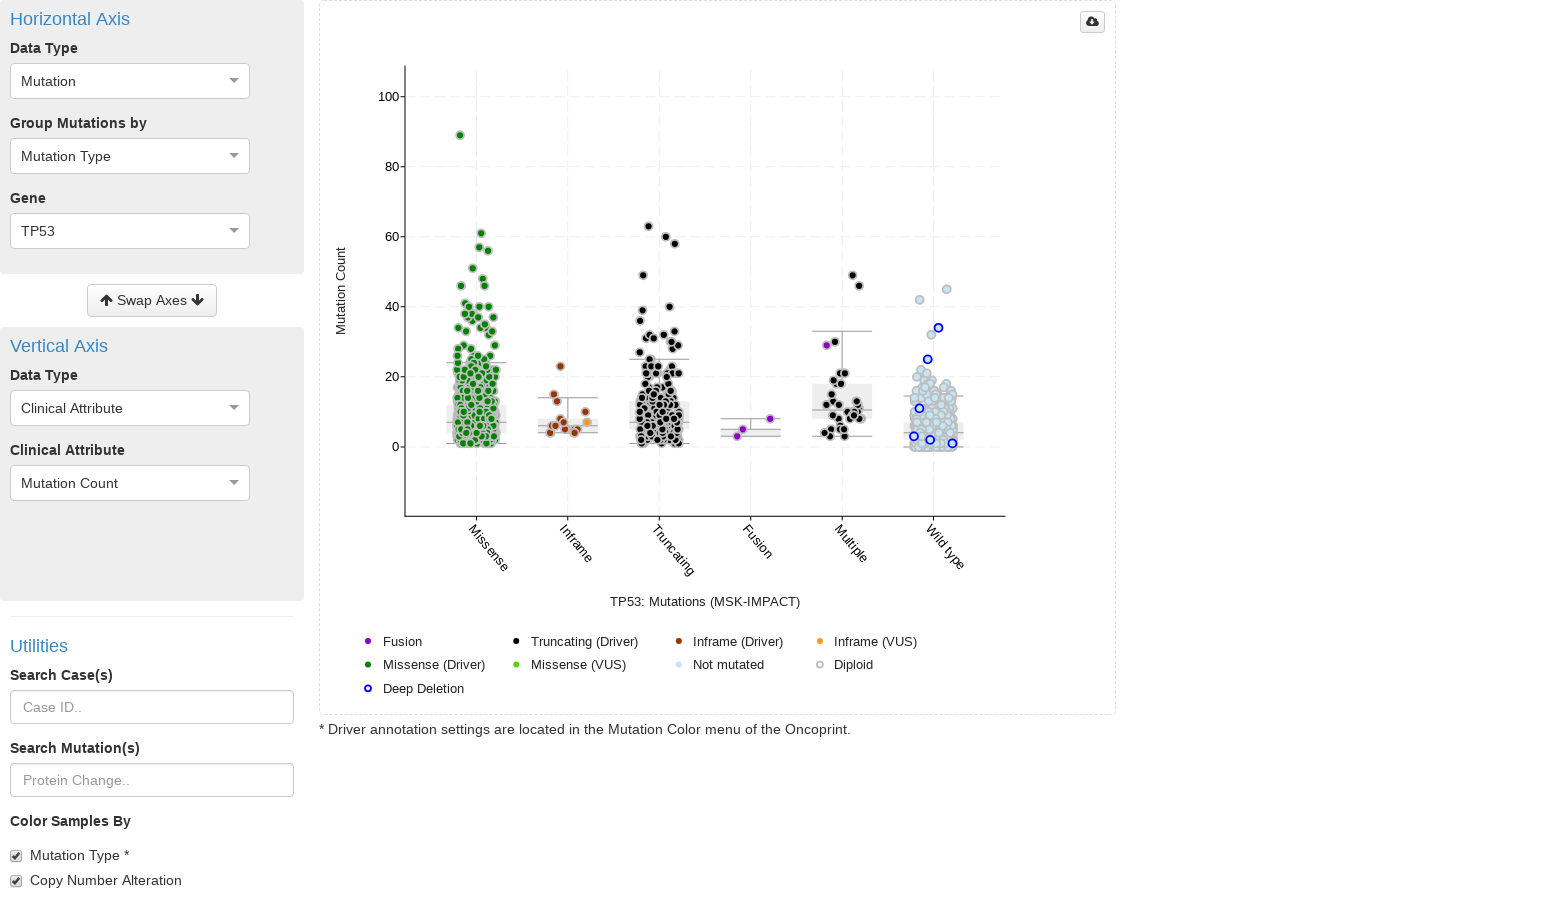 Horizontal Axis
Data Type
Mutation
Group Mutations by
Mutation Type
Gene
TP53
Swap Axes
Vertical Axis
Data Type
Clinical Attribute
Clinical Attribute
Mutation Count
Utilities
Search Case(s)
Case ID..
Search Mutation(s)
Protein Change..
Color Samples By
Mutation Type *
Copy Number Alteration
Mutation Count
100
80
60
40
20
0
Missense
Inframe
Truncating
Fusion
Multiple
Wild type
TP53: Mutations (MSK-IMPACT)
Fusion Truncating (Driver) Inframe (Driver) Inframe (VUS)
Missense (Driver) Missense (VUS) Not mutated Diploid
Deep Deletion
* Driver annotation settings are located in the Mutation Color menu of the Oncoprint.